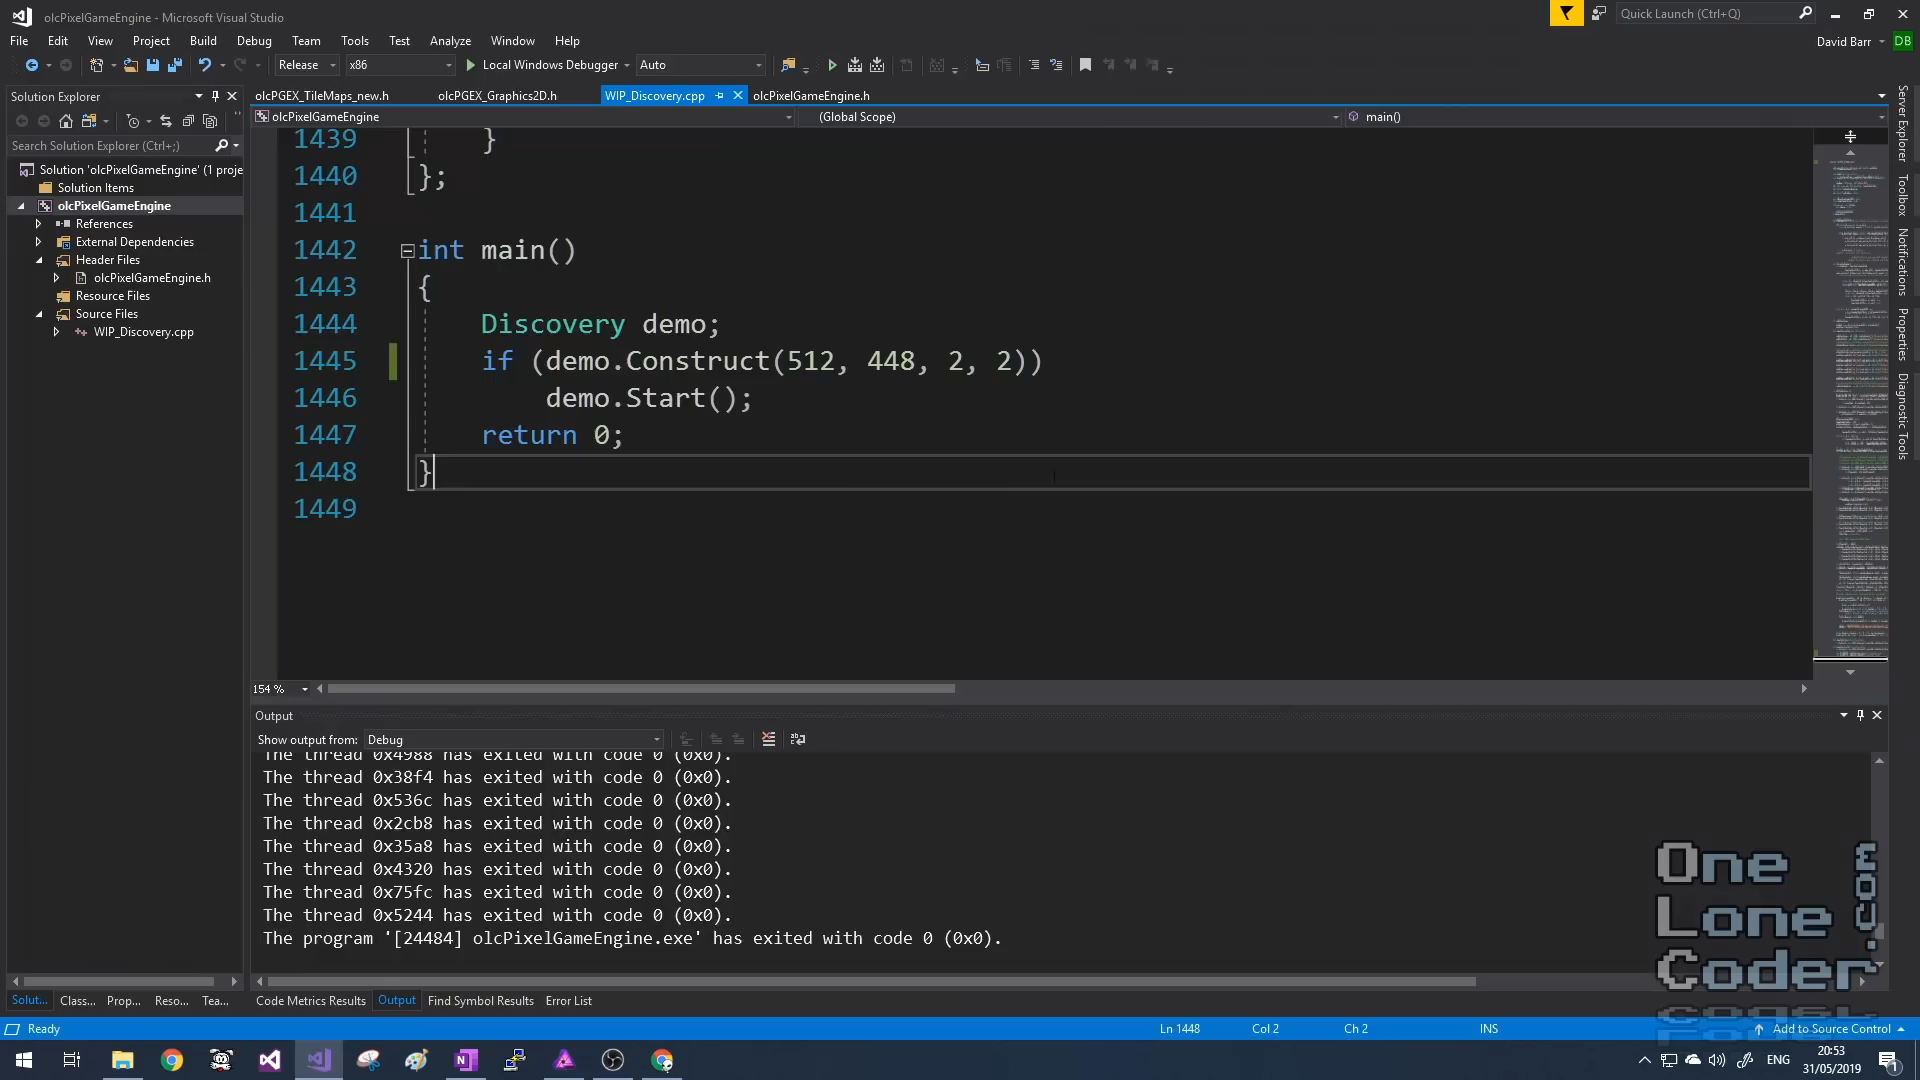 olcPixelGameEngine - Microsoft Visual Studio
Quick Launch (Ctrl+Q)
File Edit View Project Build Debug Team Tools Test Analyze Window Help
David Barr DB
Release x86 Local Windows Debugger Auto
Solution Explorer
olcPGEX_TileMaps_new.h olcPGEX_Graphics2D.h WIP_Discovery.cpp olcPixelGameEngine.h
olcPixelGameEngine (Global Scope) main()
Search Solution Explorer (Ctrl+;)
Solution 'olcPixelGameEngine' (1 proje
Solution Items
olcPixelGameEngine
References
External Dependencies
Header Files
olcPixelGameEngine.h
Resource Files
Source Files
WIP_Discovery.cpp
1439 }
1440 };
1441
1442 int main()
1443 {
1444 Discovery demo;
1445 if (demo.Construct(512, 448, 2, 2))
1446 demo.Start();
1447 return 0;
1448 }
1449
Server Explorer
Toolbox
Notifications
Properties
Diagnostic Tools
154 %
Output
Show output from: Debug
The thread 0x4988 has exited with code 0 (0x0).
The thread 0x38f4 has exited with code 0 (0x0).
The thread 0x536c has exited with code 0 (0x0).
The thread 0x2cb8 has exited with code 0 (0x0).
The thread 0x35a8 has exited with code 0 (0x0).
The thread 0x4320 has exited with code 0 (0x0).
The thread 0x75fc has exited with code 0 (0x0).
The thread 0x5244 has exited with code 0 (0x0).
The program '[24484] olcPixelGameEngine.exe' has exited with code 0 (0x0).
One
Lone
Coder
.com
Solut... Class... Prop... Reso... Tea...
Code Metrics Results Output Find Symbol Results Error List
Ready Ln 1448 Col 2 Ch 2 INS Add to Source Control
ENG
20:53
31/05/2019
1